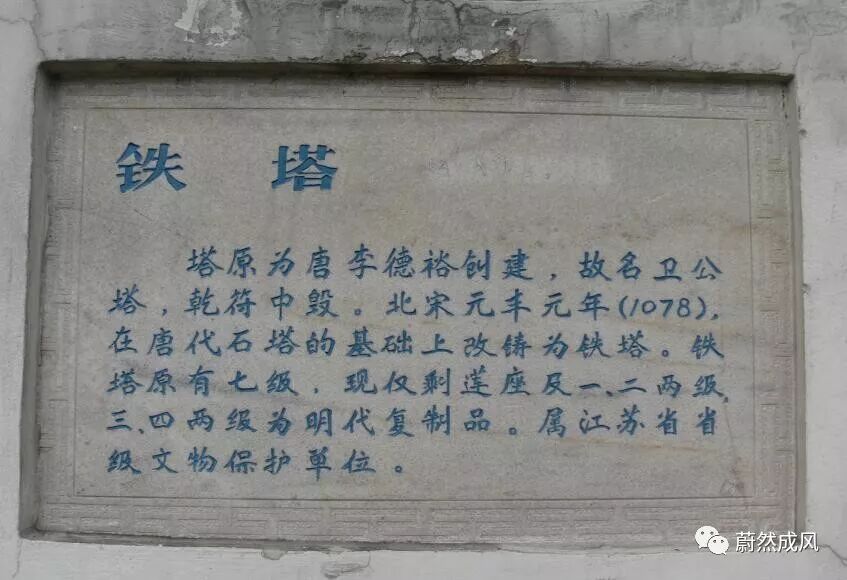 铁 塔
塔原为唐李德裕创建，故名卫公
塔，乾符中毁。北宋元丰元年(1078)，
在唐代石塔的基础上改铸为铁塔。铁
塔原有七级，现仅剩莲座及一、二两级，
三、四两级为明代复制品。属江苏省省
级文物保护单位。
蔚然成风